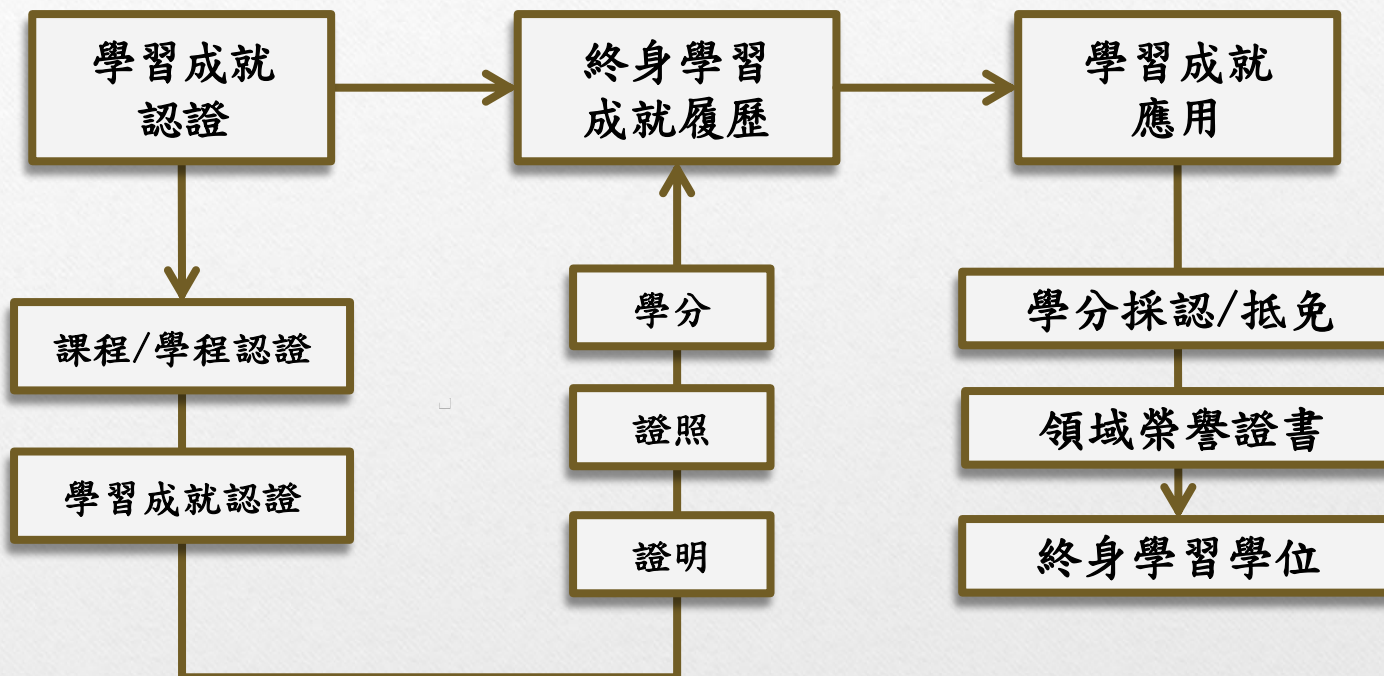 學習成就
認證
終身學習
成就履歷
學習成就
應用
課程/學程認證
學習成就認證
學分
證照
證明
學分採認/抵免
領域榮譽證書
終身學習學位